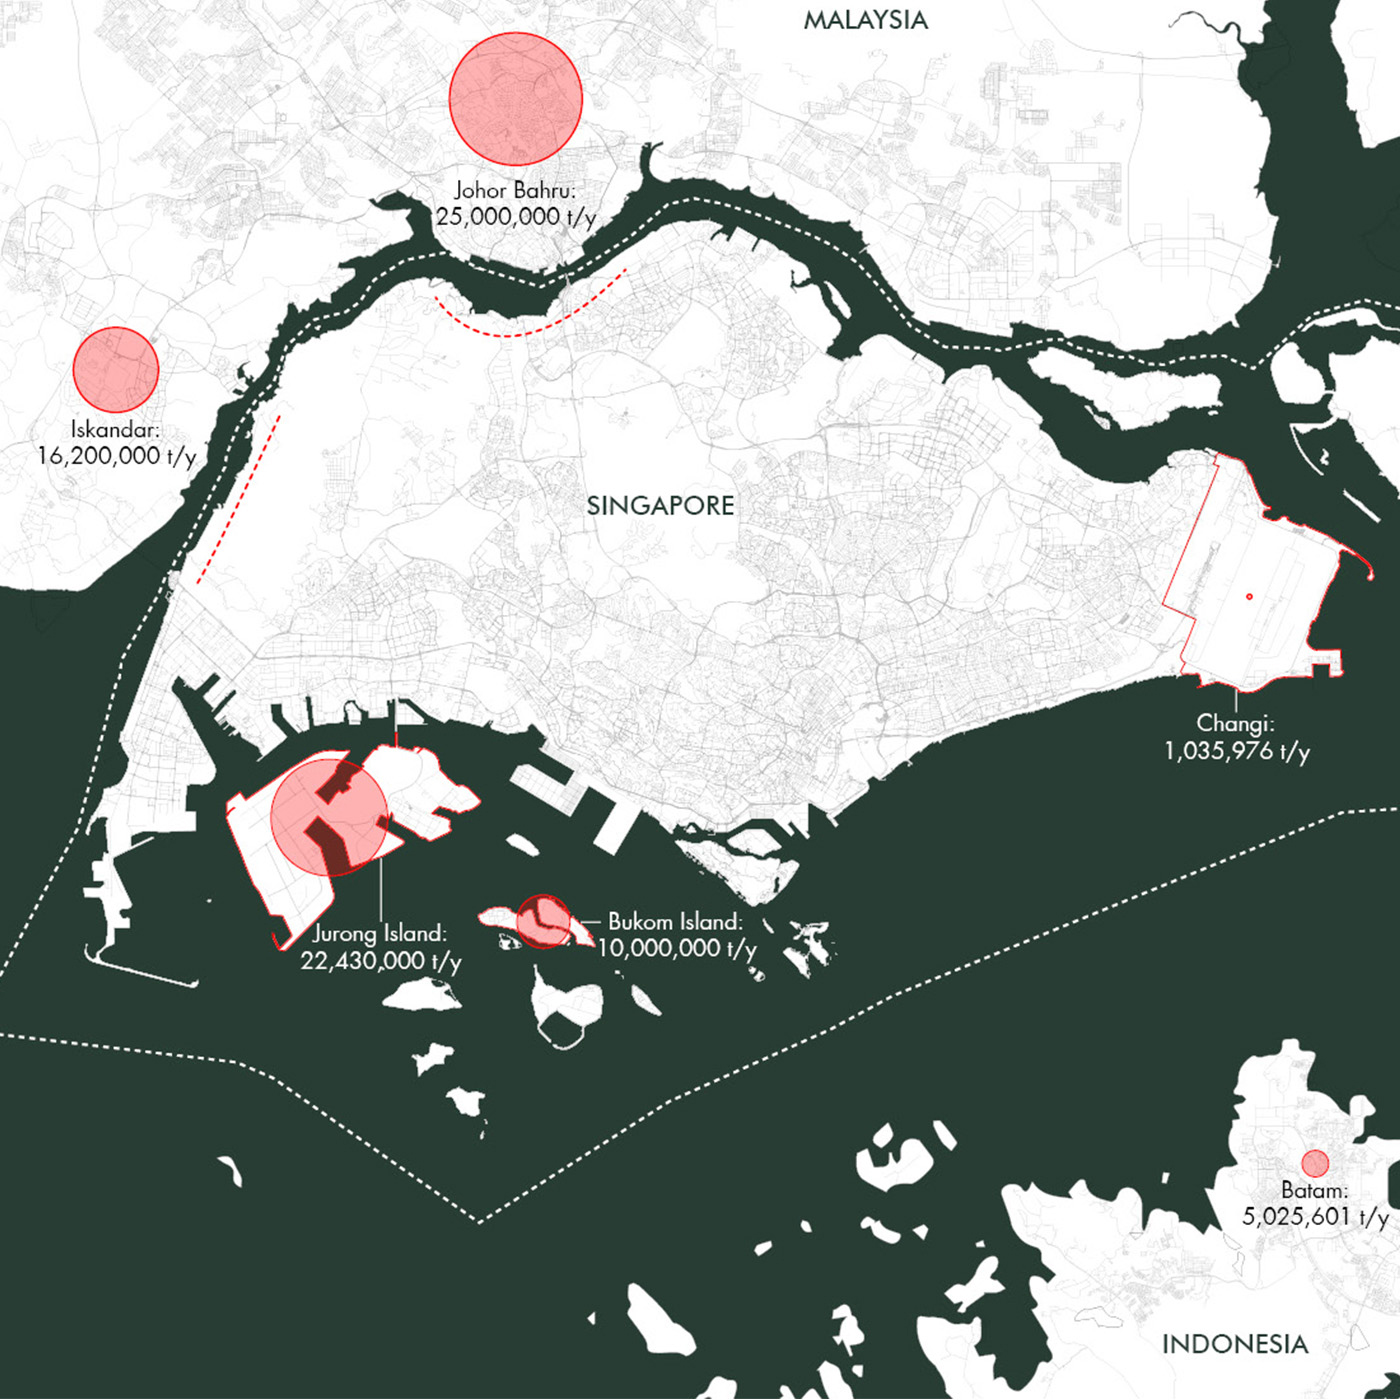 MALAYSIA
Johor Bahru:
25,000,000 t/y
Iskandar:
16,200,000 t/y
SINGAPORE
Changi:
1,035,976 t/y
Jurong Island:
22,430,000 t/y
Bukom Island:
10,000,000 t/y
Batam:
5,025,601 t/y
INDONESIA